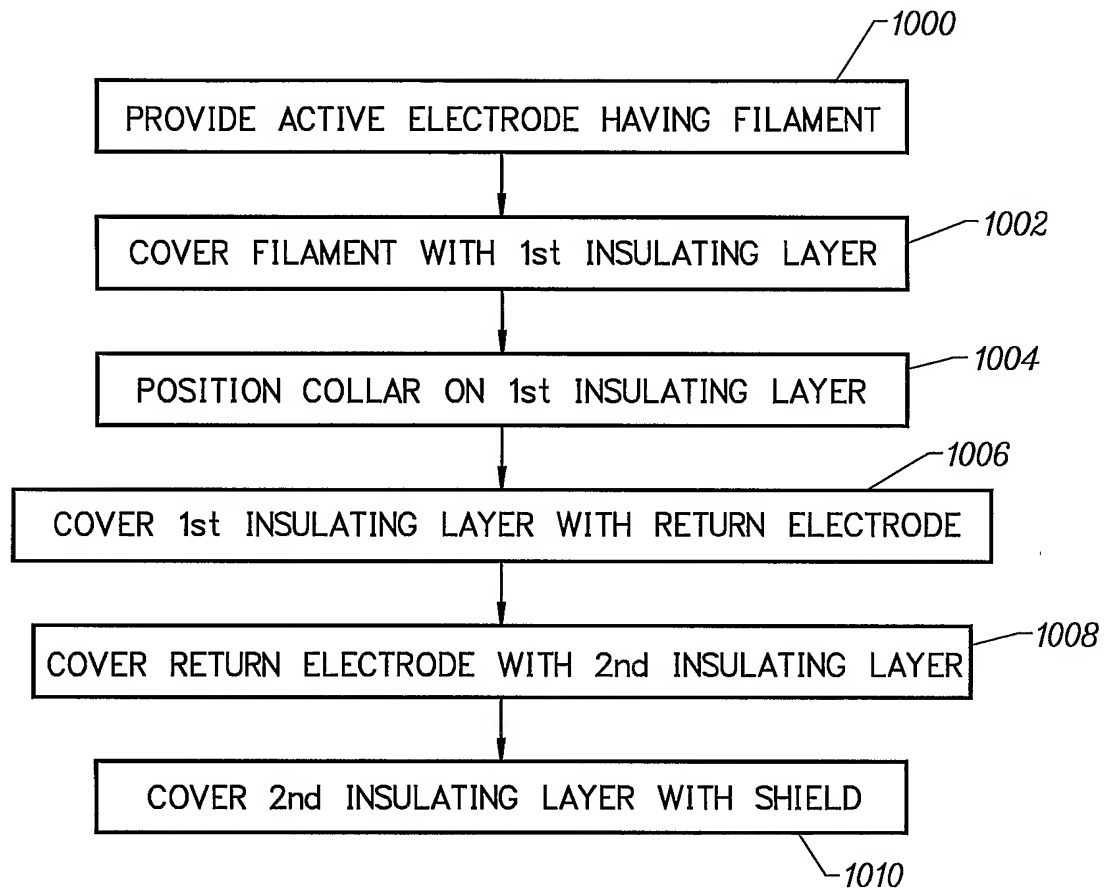 1000
PROVIDE ACTIVE ELECTRODE HAVING FILAMENT
1002
COVER FILAMENT WITH 1st INSULATING LAYER
1004
POSITION COLLAR ON 1st INSULATING LAYER
1006
COVER 1st INSULATING LAYER WITH RETURN ELECTRODE
1008
COVER RETURN ELECTRODE WITH 2nd INSULATING LAYER
COVER 2nd INSULATING LAYER WITH SHIELD
1010